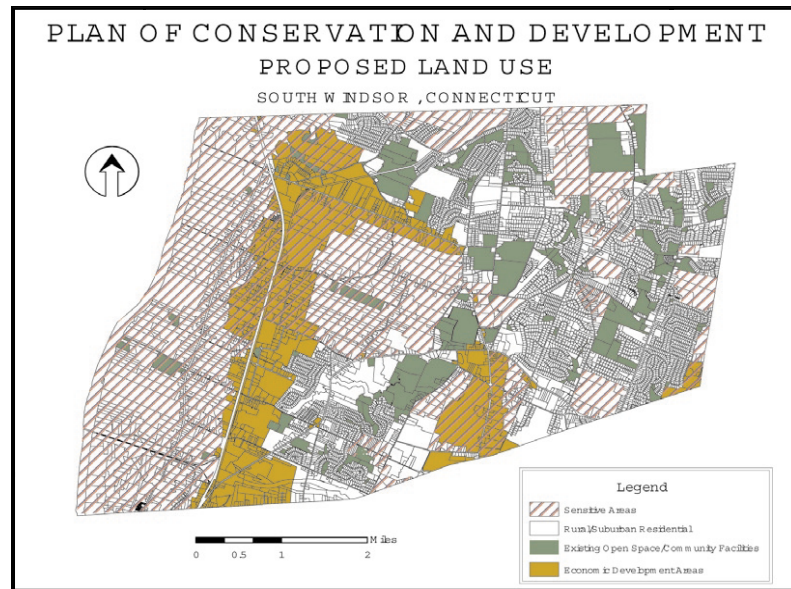 PLAN OF CONSERVATION AND DEVELOPMENT
PROPOSED LAND USE
SOUTH WINDSOR, CONNECTICUT
Legend
Sensitive Areas
Rural/Suburban Residential
Existing Open Space/Community Facilities
Economic Development Areas
Miles
0 0.5 1 2